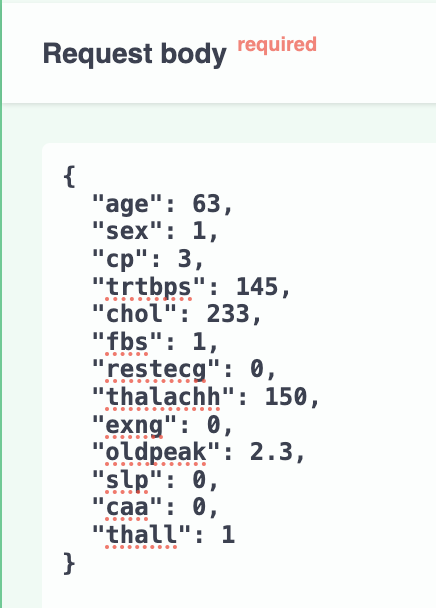 Request body required
{
"age": 63,
"sex": 1,
"cp": 3,
"trtbps": 145,
"chol": 233,
"fbs": 1,
"restecg": 0,
"thalachh": 150,
"exng": 0,
"oldpeak": 2.3,
"slp": 0,
"caa": 0,
"thall": 1
}